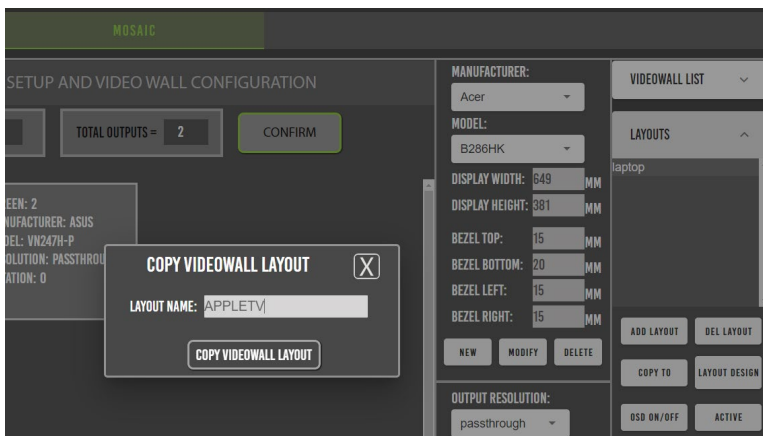 MOSAIC
SETUP AND VIDEO WALL CONFIGURATION
TOTAL OUTPUTS = 2
CONFIRM
EEN: 2
NUFACTURER: ASUS
DEL: VN247H-P
OLUTION: PASSTHROU
TATION: 0
COPY VIDEOWALL LAYOUT
X
LAYOUT NAME: APPLETV
COPY VIDEOWALL LAYOUT
MANUFACTURER:
Acer
MODEL:
B286HK
DISPLAY WIDTH: 649 MM
DISPLAY HEIGHT: 381 MM
BEZEL TOP: 15 MM
BEZEL BOTTOM: 20 MM
BEZEL LEFT: 15 MM
BEZEL RIGHT: 15 MM
NEW MODIFY DELETE
OUTPUT RESOLUTION:
passthrough
VIDEOWALL LIST
LAYOUTS
laptop
ADD LAYOUT DEL LAYOUT
COPY TO LAYOUT DESIGN
OSD ON/OFF ACTIVE